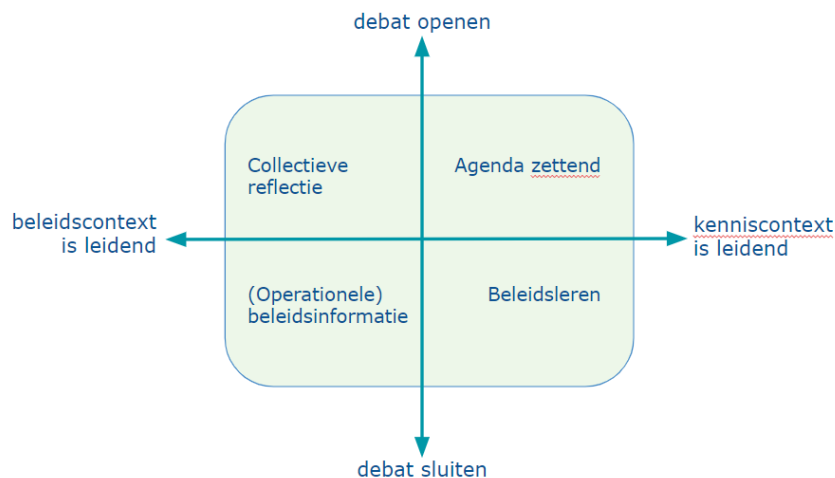 debat openen
Collectieve
reflectie
Agenda zettend
beleidscontext
is leidend
kenniscontext
is leidend
(Operationele)
beleidsinformatie
Beleidsleren
debat sluiten